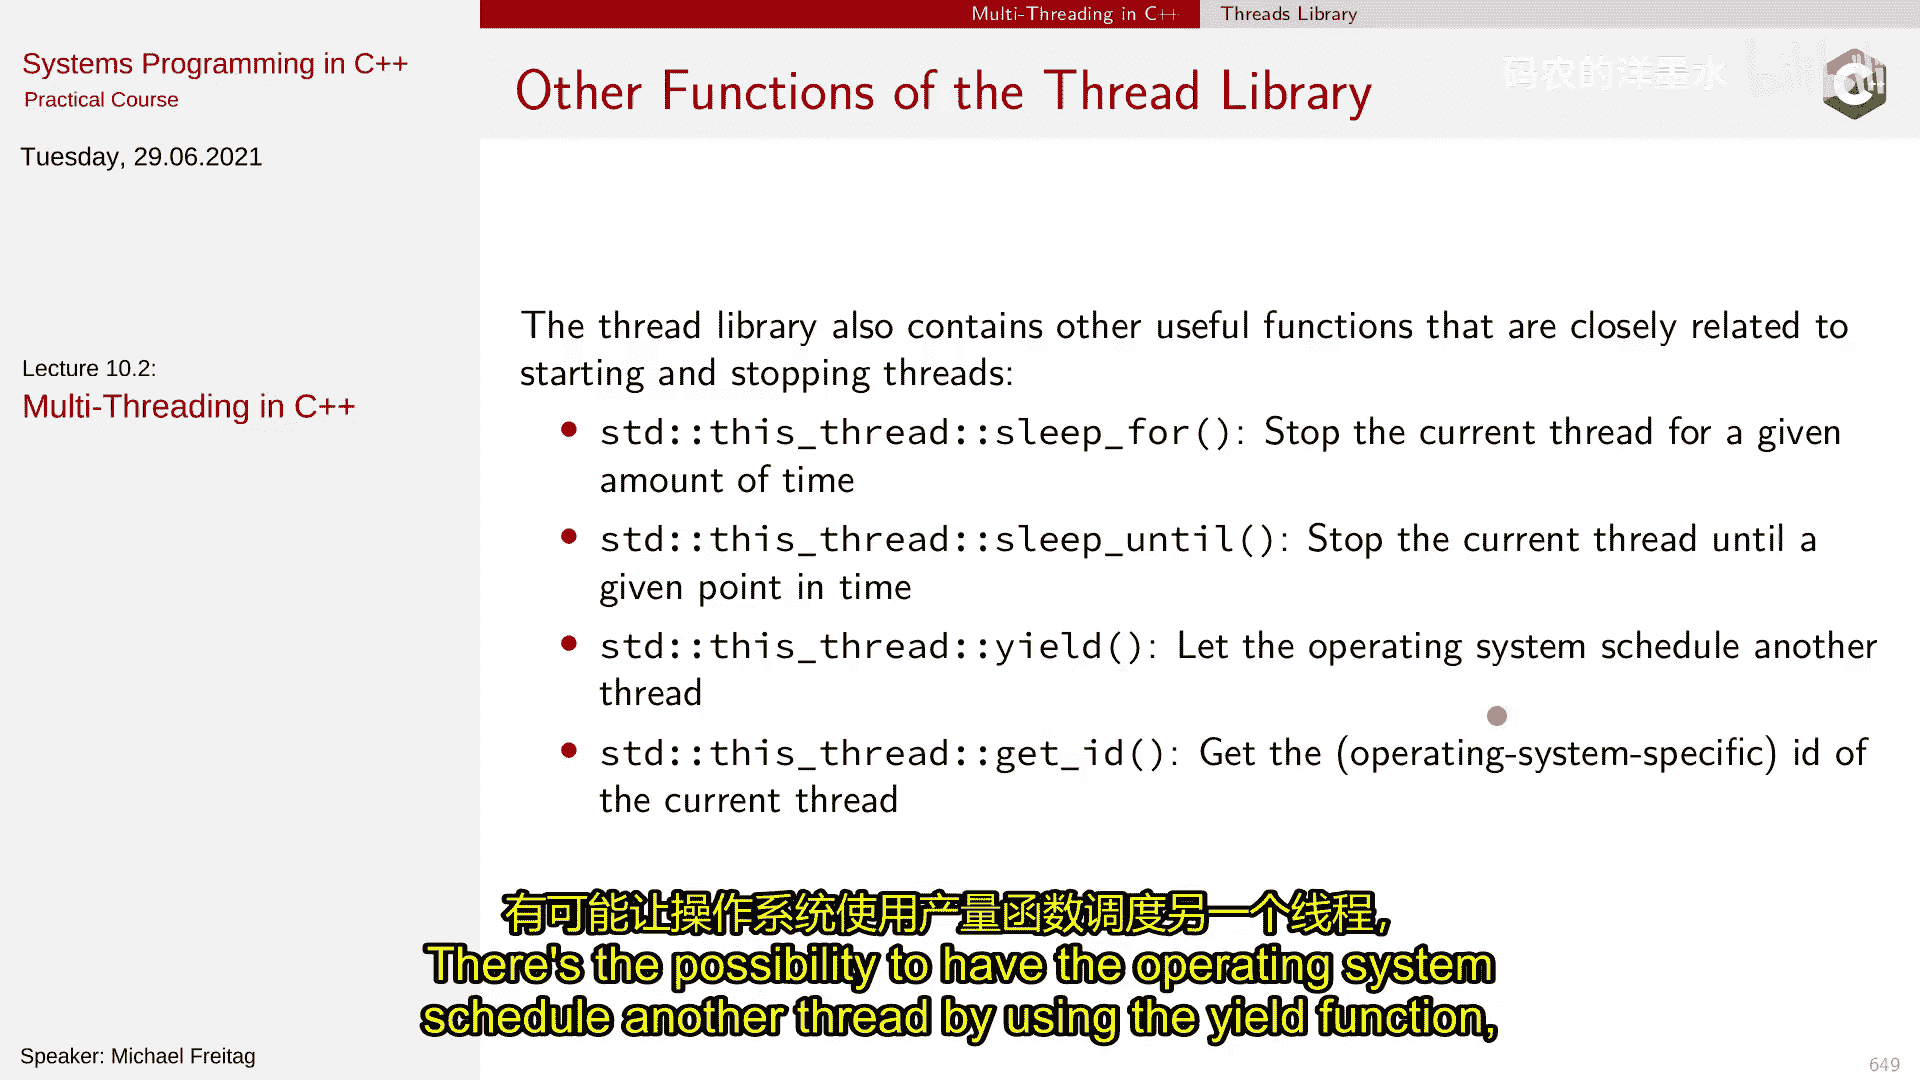 Multi-Threading in C++
Threads Library
Systems Programming in C++
Practical Course
Tuesday, 29.06.2021
Lecture 10.2:
Multi-Threading in C++
Other Functions of the Thread Library
码农的洋墨水
The thread library also contains other useful functions that are closely related to
starting and stopping threads:
• std::this_thread::sleep_for(): Stop the current thread for a given
amount of time
• std::this_thread::sleep_until(): Stop the current thread until a
given point in time
• std::this_thread::yield(): Let the operating system schedule another
thread
• std::this_thread::get_id(): Get the (operating-system-specific) id of
the current thread
有可能让操作系统使用产量函数调度另一个线程,
There's the possibility to have the operating system
schedule another thread by using the yield function,
Speaker: Michael Freitag
649